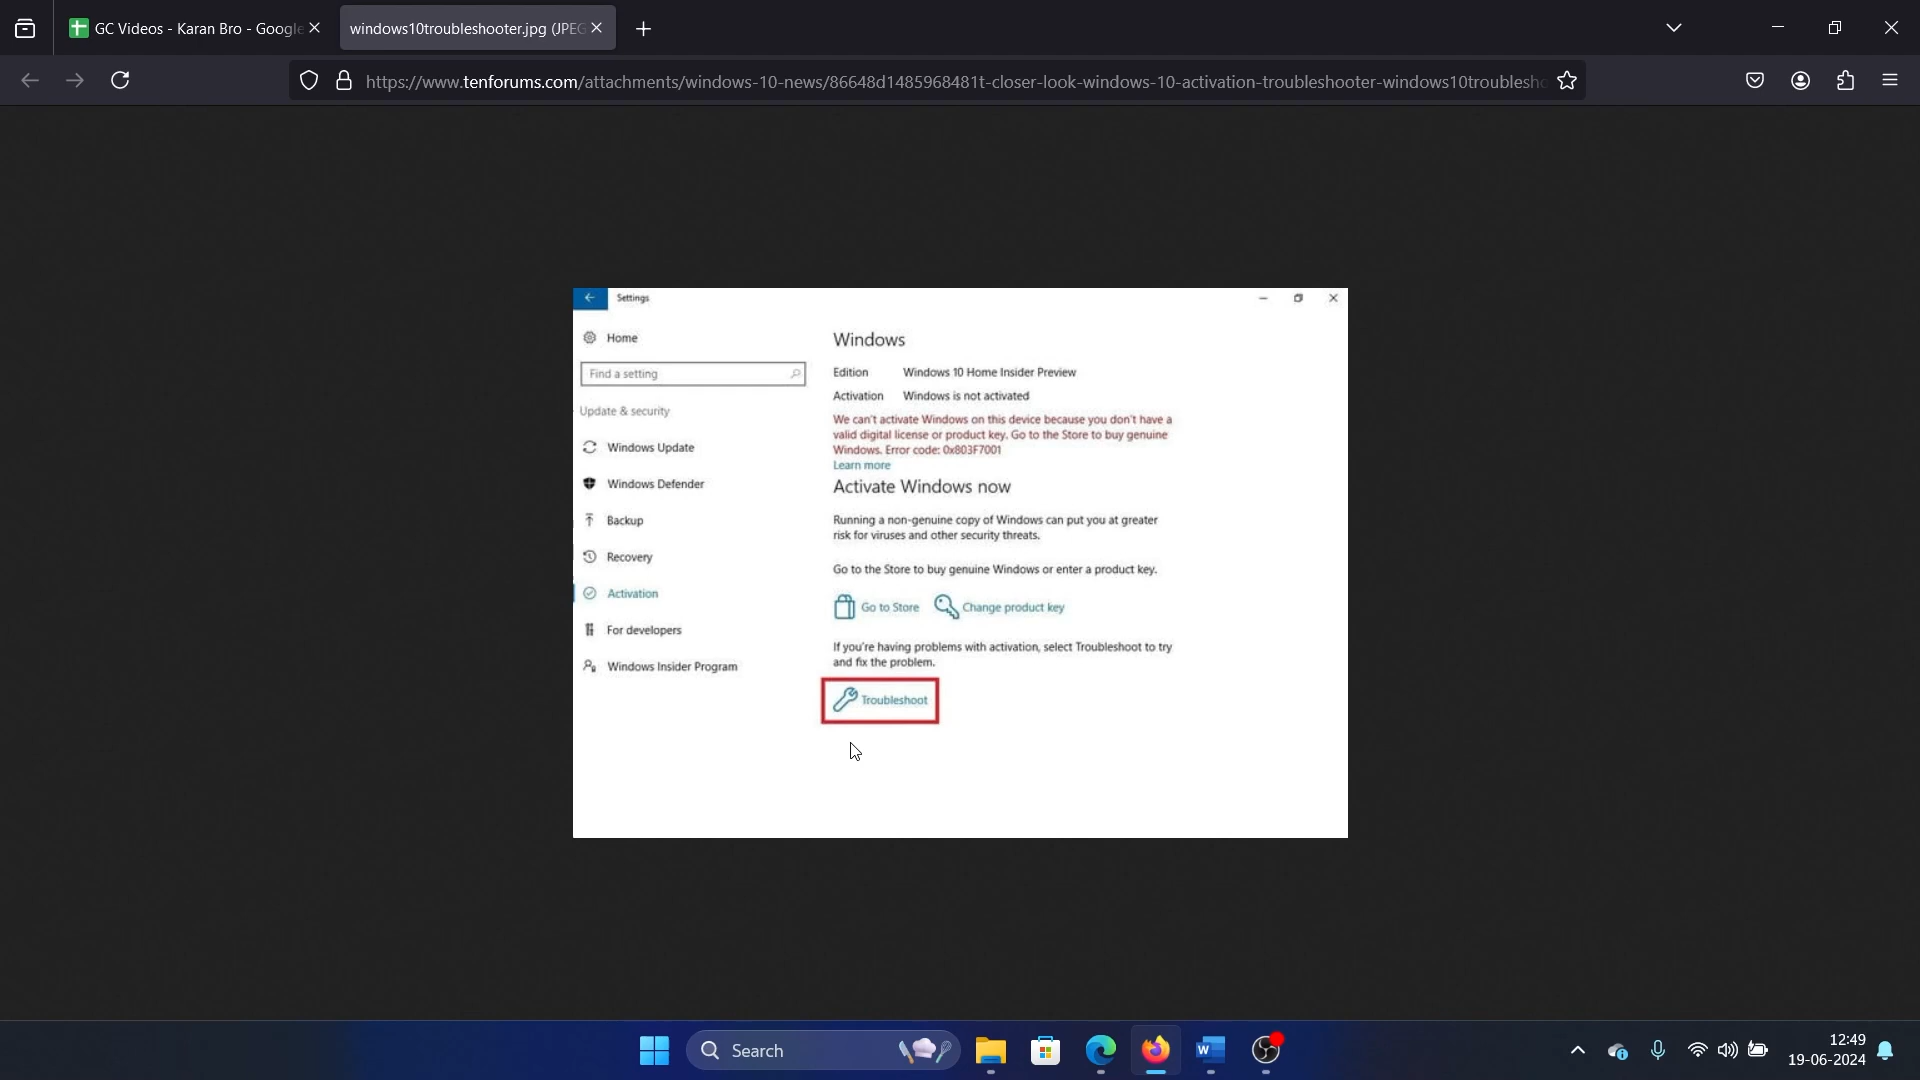 GC Videos - Karan Bro - Google
windows10troubleshooter.jpg (JPEG
https://www.tenforums.com/attachments/windows-10-news/86648d1485968481t-closer-look-windows-10-activation-troubleshooter-windows10troublesho
Settings
Home
Find a setting
Update & security
Windows Update
Windows Defender
Backup
Recovery
Activation
For developers
Windows Insider Program
Windows
Edition Windows 10 Home Insider Preview
Activation Windows is not activated
We can't activate Windows on this device because you don't have a
valid digital license or product key. Go to the Store to buy genuine
Windows. Error code: 0x803F7001
Learn more
Activate Windows now
Running a non-genuine copy of Windows can put you at greater
risk for viruses and other security threats.
Go to the Store to buy genuine Windows or enter a product key.
Go to Store Change product key
If you're having problems with activation, select Troubleshoot to try
and fix the problem.
Troubleshoot
Search
12:49
19-06-2024